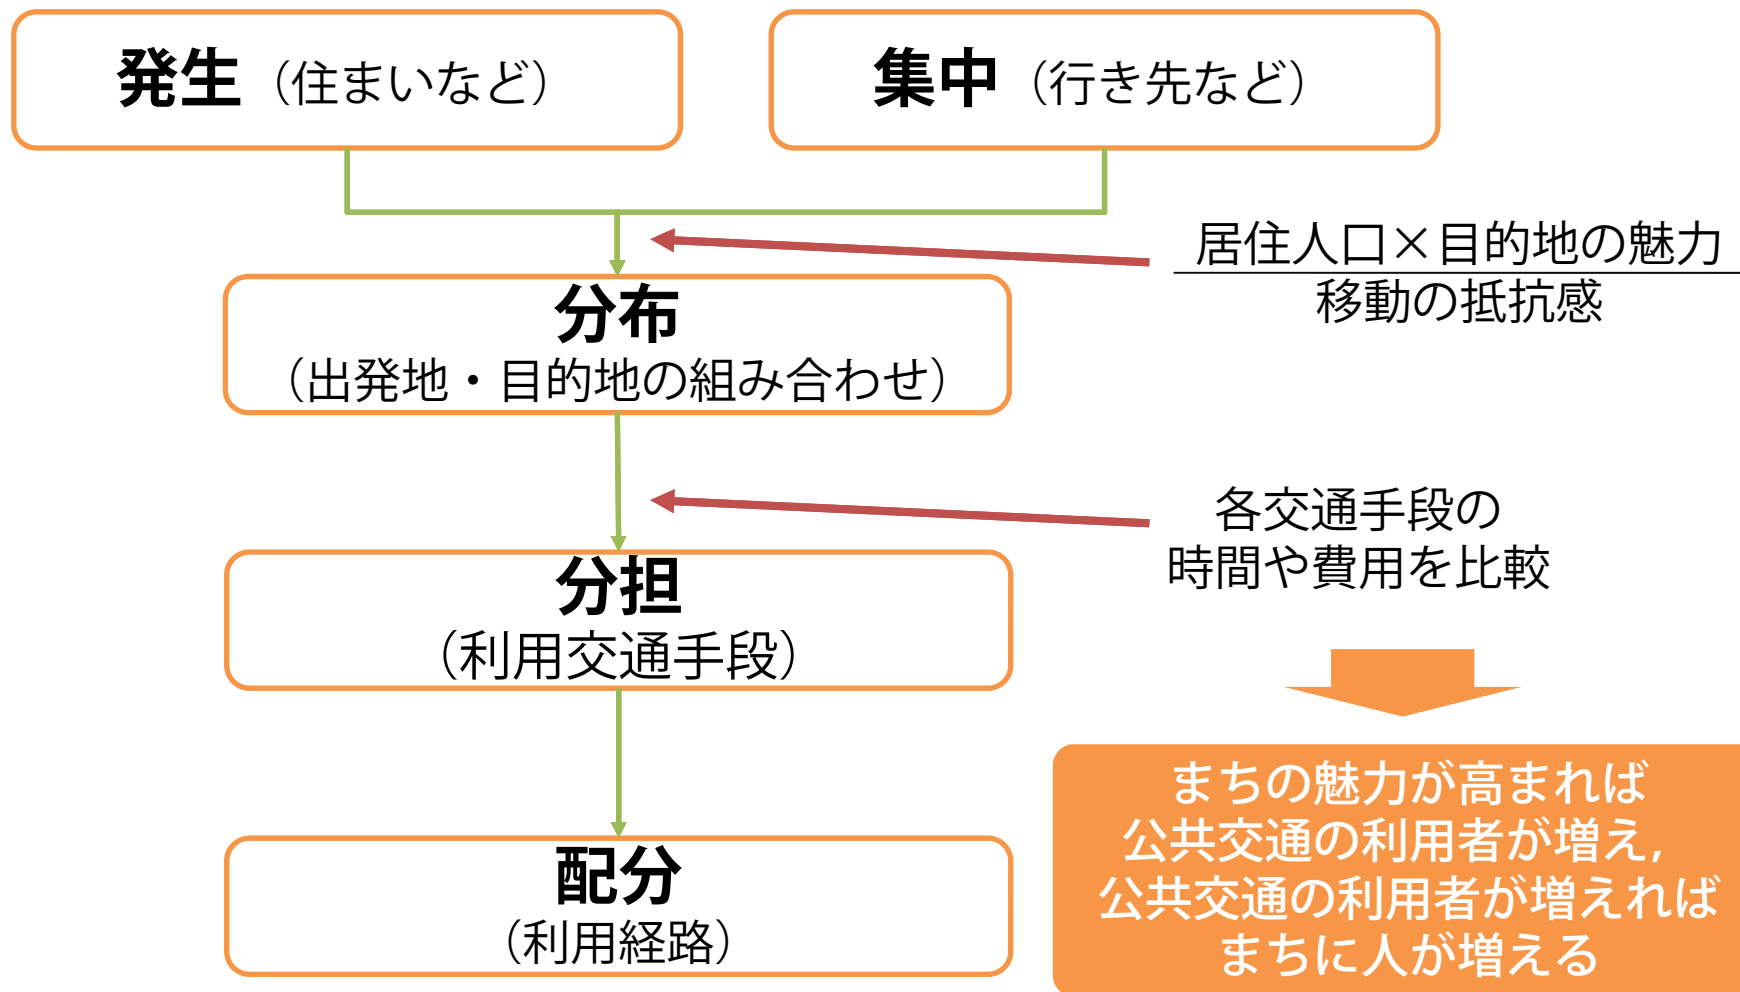 発生（住まいなど）
集中（行き先など）
居住人口×目的地の魅力
移動の抵抗感
分布
（出発地・目的地の組み合わせ）
各交通手段の
時間や費用を比較
分担
（利用交通手段）
配分
（利用経路）
まちの魅力が高まれば
公共交通の利用者が増え，
公共交通の利用者が増えれば
まちに人が増える